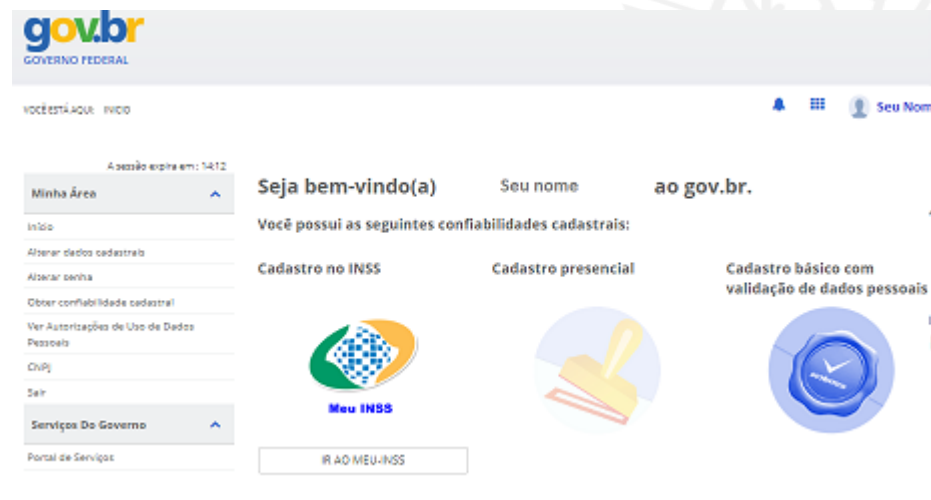 gov.br
GOVERNO FEDERAL
VOCÊ ESTÁ AQUI: INÍCIO
Seu Nom
A sessão expira em: 14:12
Minha Área
Início
Alterar dados cadastrais
Alterar senha
Obter confiabilidade cadastral
Ver Autorizações de Uso de Dados
Pessoais
CNPJ
Sair
Serviços Do Governo
Portal de Serviços
Seja bem-vindo(a) Seu nome ao gov.br.
Você possui as seguintes confiabilidades cadastrais:
Cadastro no INSS
Meu INSS
IR AO MEU-INSS
Cadastro presencial
Cadastro básico com
validação de dados pessoais